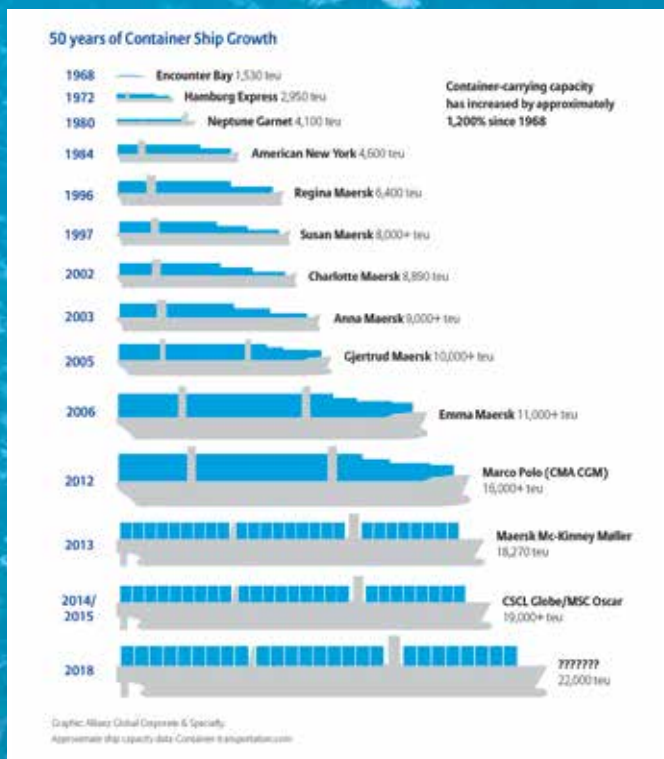 50 years of Container Ship Growth
1968 Encounter Bay 1,530 teu
1972 Hamburg Express 2,950 teu
1980 Neptune Garnet 4,100 teu
Container-carrying capacity
has increased by approximately
1,200% since 1968
1984 American New York 4,600 teu
1996 Regina Maersk 6,400 teu
1997 Susan Maersk 8,000+ teu
2002 Charlotte Maersk 8,890 teu
2003 Anna Maersk 9,000+ teu
2005 Gjertrud Maersk 10,000+ teu
2006 Emma Maersk 11,000+ teu
2012 Marco Polo (CMA CGM)
16,000+ teu
2013 Maersk Mc-Kinney Møller
18,270 teu
2014/
2015 CSCL Globe/MSC Oscar
19,000+ teu
2018 ???????
22,000 teu
Graphic: Allianz Global Corporate & Specialty.
Approximate ship capacity data: Container-transportation.com